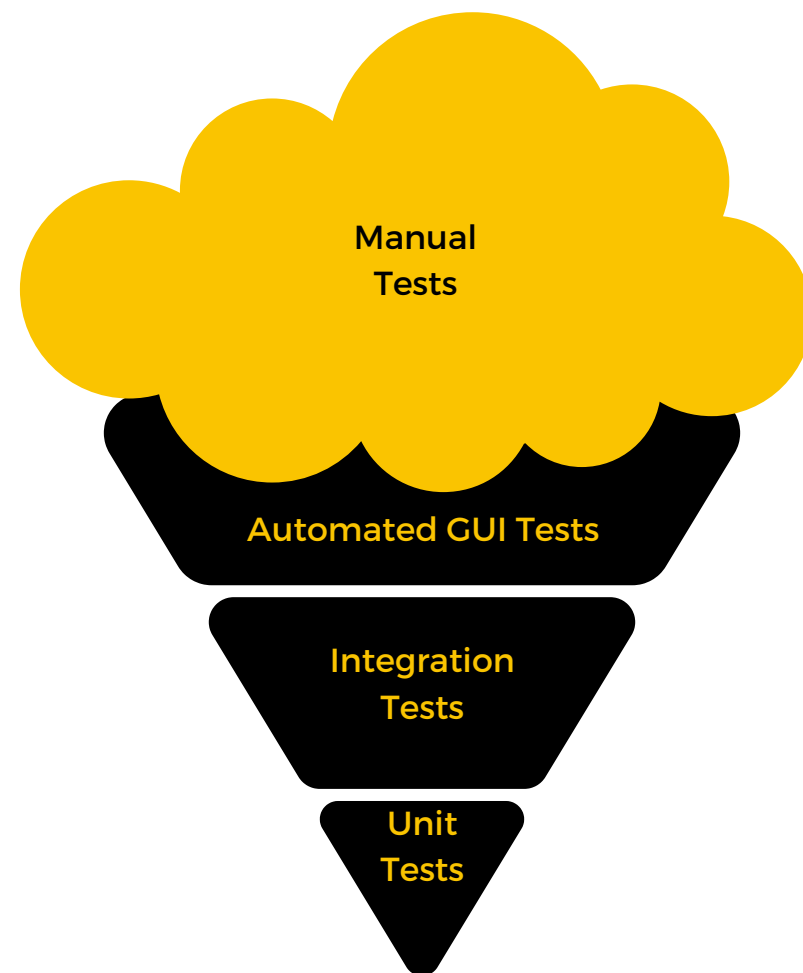 Manual
Tests
Automated GUI Tests
Integration
Tests
Unit
Tests